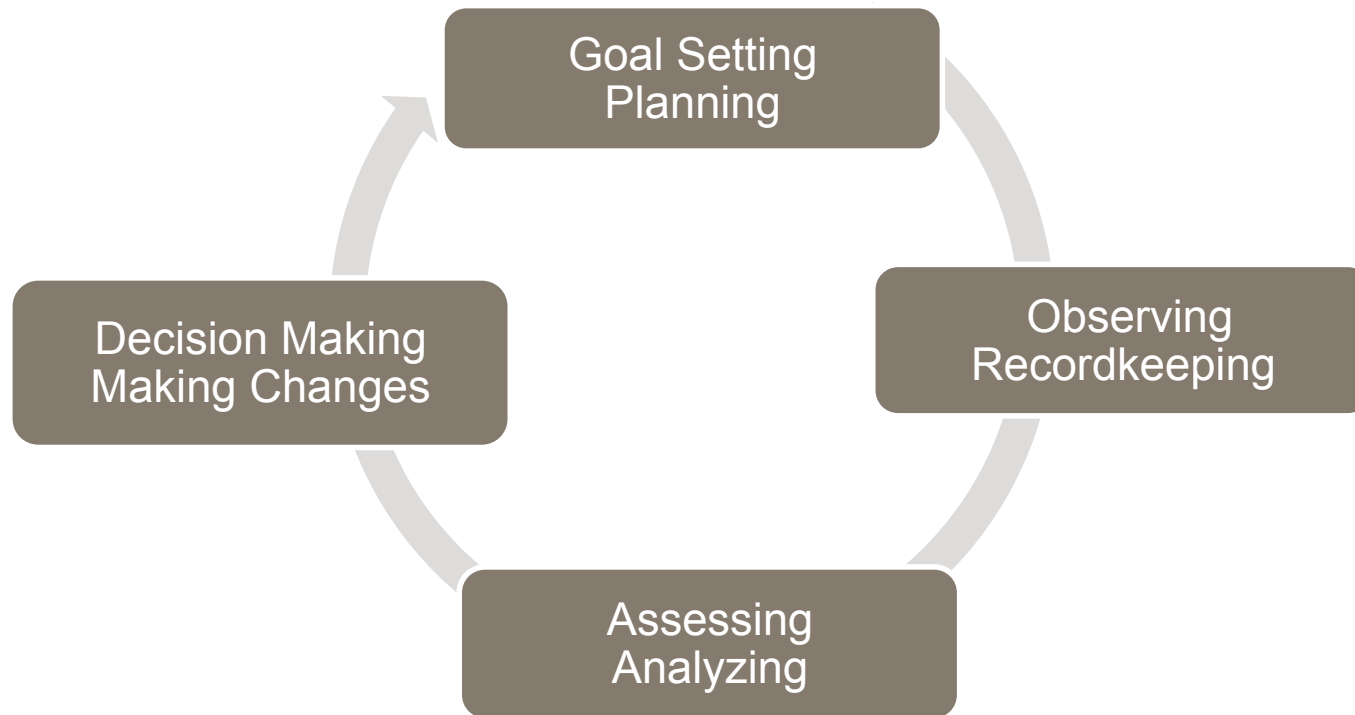 Goal Setting
Planning
Observing
Recordkeeping
Assessing
Analyzing
Decision Making
Making Changes